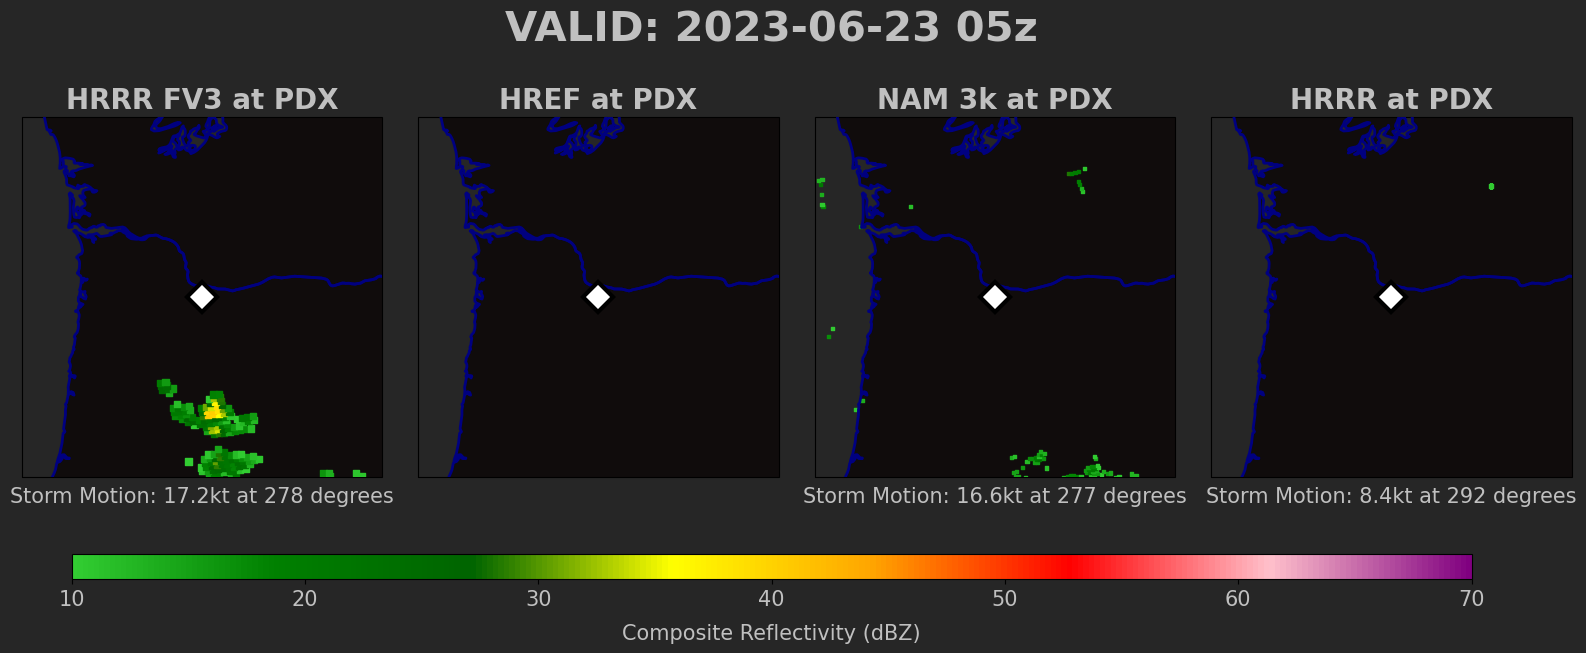 VALID: 2023-06-23 05z
HRRR FV3 at PDX
HREF at PDX
NAM 3k at PDX
HRRR at PDX
Storm Motion: 17.2kt at 278 degrees
Storm Motion: 16.6kt at 277 degrees
Storm Motion: 8.4kt at 292 degrees
10 20 30 40 50 60 70
Composite Reflectivity (dBZ)